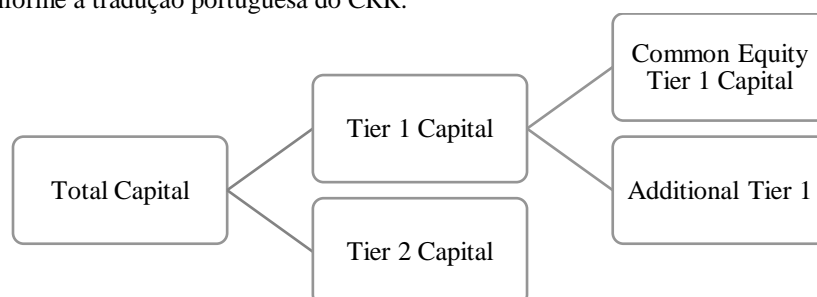 a tradução portuguesa do CRR.
Common Equity
Tier 1 Capital
Tier 1 Capital
Total Capital
Additional Tier 1
Tier 2 Capital